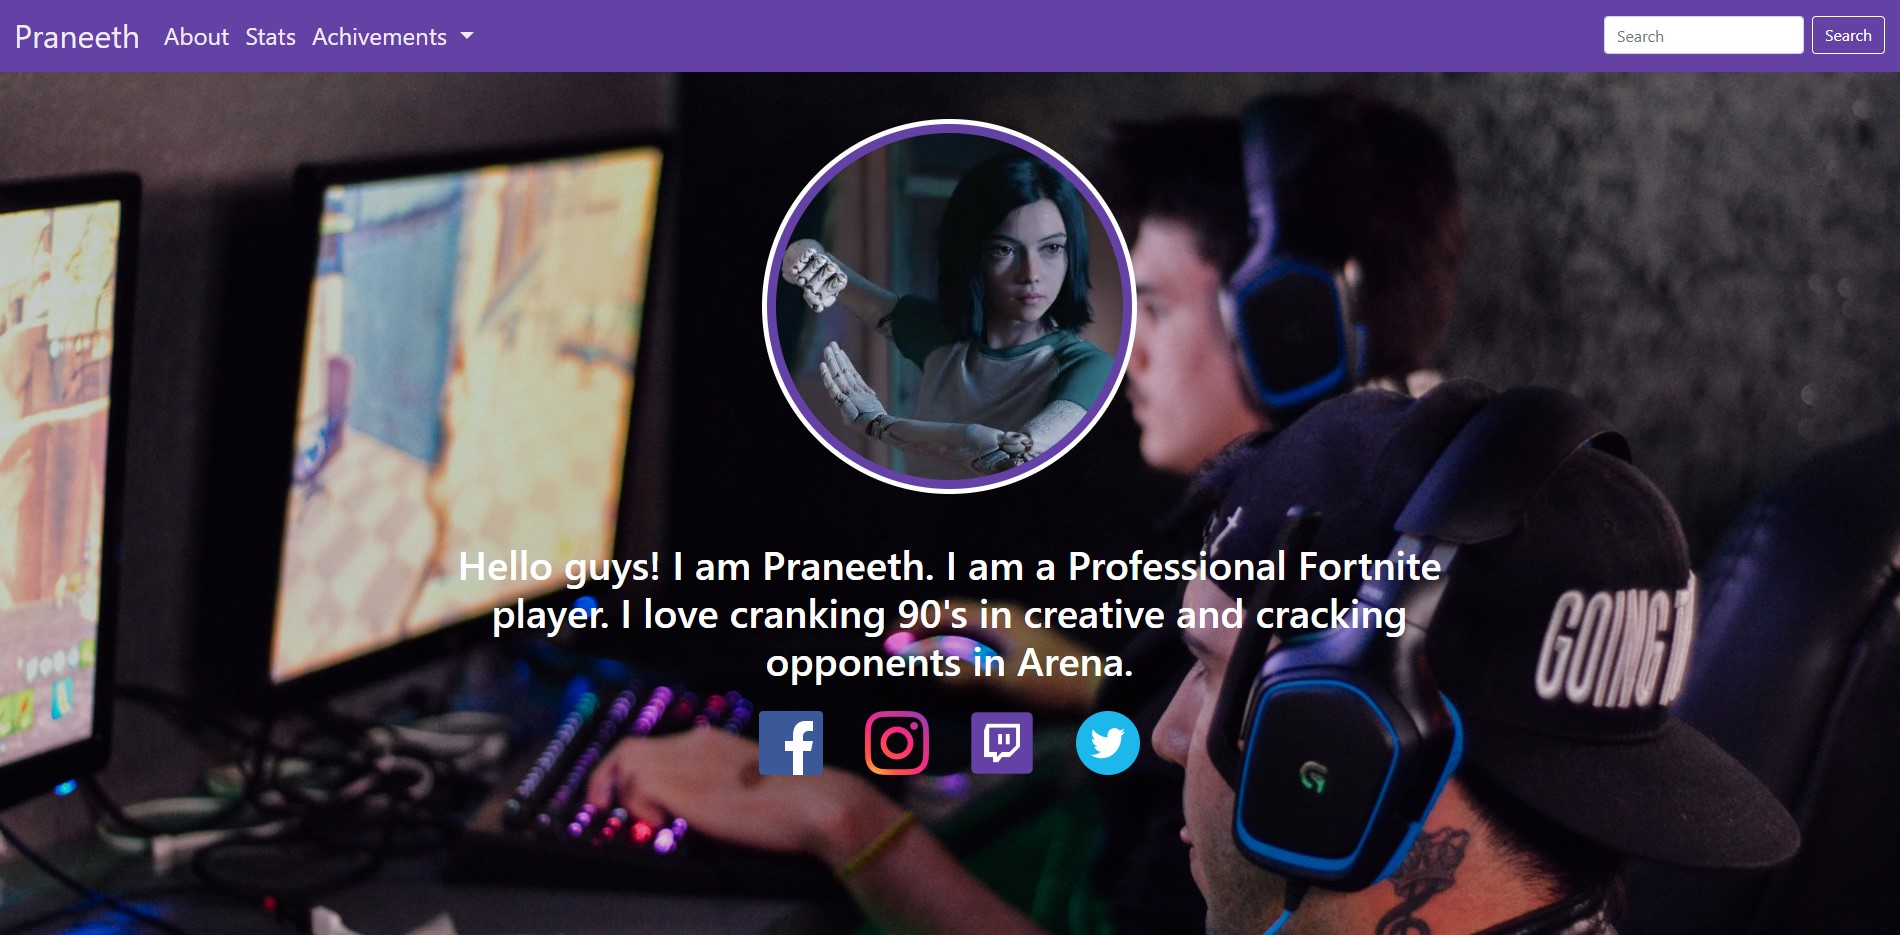 Praneeth About Stats Achivements Search Search
Hello guys! I am Praneeth. I am a Professional Fortnite
player. I love cranking 90's in creative and cracking
opponents in Arena.
GOING